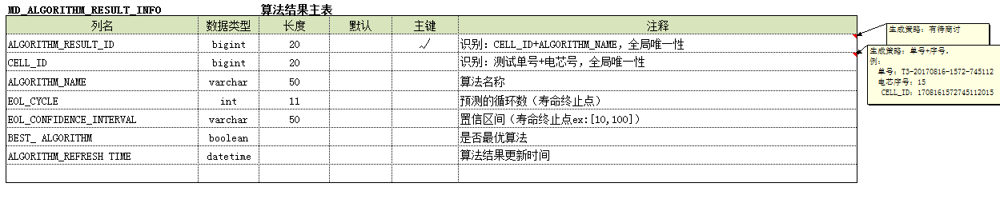 MD_ALGORITHM_RESULT_INFO 算法结果主表
列名 数据类型 长度 默认 主键 注释
ALGORITHM_RESULT_ID bigint 20 √ 识别：CELL_ID+ALGORITHM_NAME，全局唯一性
CELL_ID bigint 20 识别：测试单号+电芯号，全局唯一性
ALGORITHM_NAME varchar 50 算法名称
EOL_CYCLE int 11 预测的循环数（寿命终止点）
EOL_CONFIDENCE_INTERVAL varchar 50 置信区间（寿命终止点ex:[10,100]）
BEST_ ALGORITHM boolean 是否最优算法
ALGORITHM_REFRESH TIME datetime 算法结果更新时间
生成策略：有待商讨
生成策略：单号+序号，
例：
单号：T3-20170816-1572-745112
电芯序号：15
CELL_ID：1708161572745112015